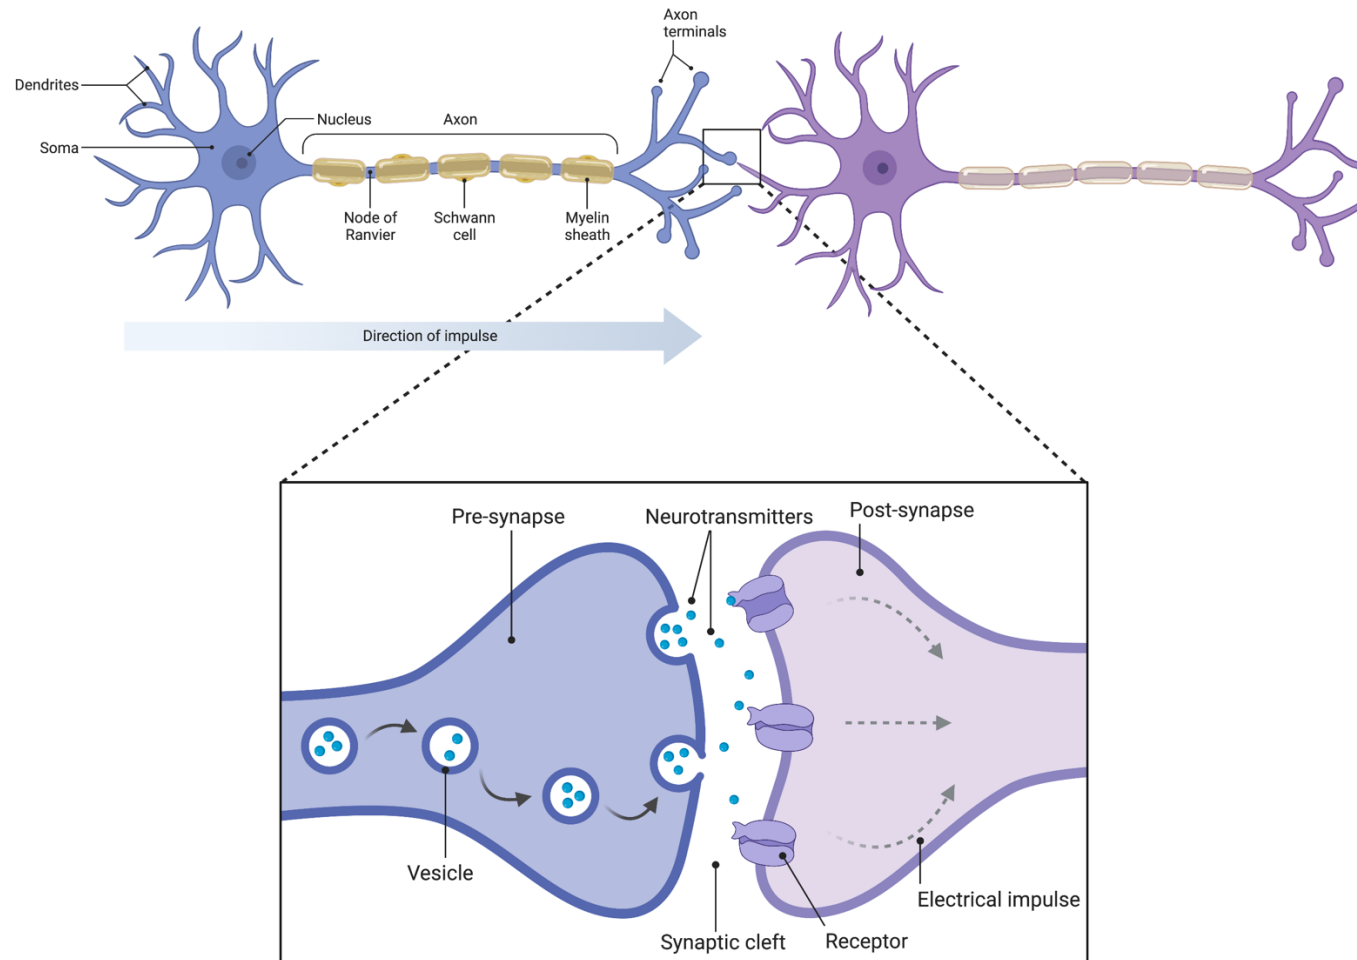 Axon
terminals
Dendrites
Nucleus
Axon
Soma
Node of
Ranvier
Schwann
cell
Myelin
sheath
Direction of impulse
Pre-synapse
Neurotransmitters
Post-synapse
Vesicle
Electrical impulse
Synaptic cleft
Receptor